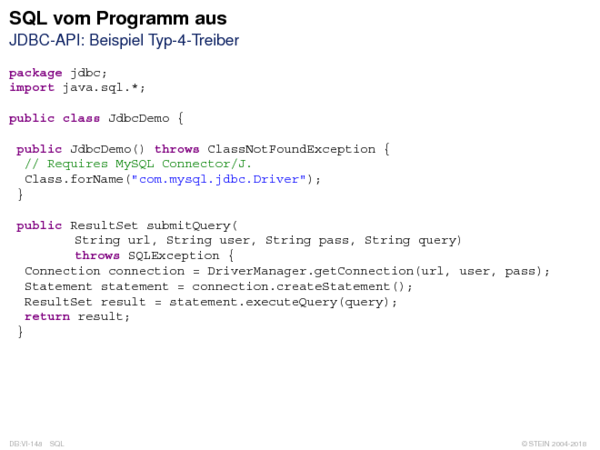 SQL vom Programm aus
JDBC-API: Beispiel Typ-4-Treiber
package jdbc;
import java.sql.*;
public class JdbcDemo {
public JdbcDemo() throws ClassNotFoundException {
// Requires MySQL Connector/J.
Class.forName("com.mysql.jdbc.Driver");
}
public ResultSet submitQuery(
String url, String user, String pass, String query)
throws SQLException {
Connection connection = DriverManager.getConnection(url, user, pass);
Statement statement = connection.createStatement();
ResultSet result = statement.executeQuery(query);
return result;
}
DB:VI-148 SQL © STEIN 2004-2018